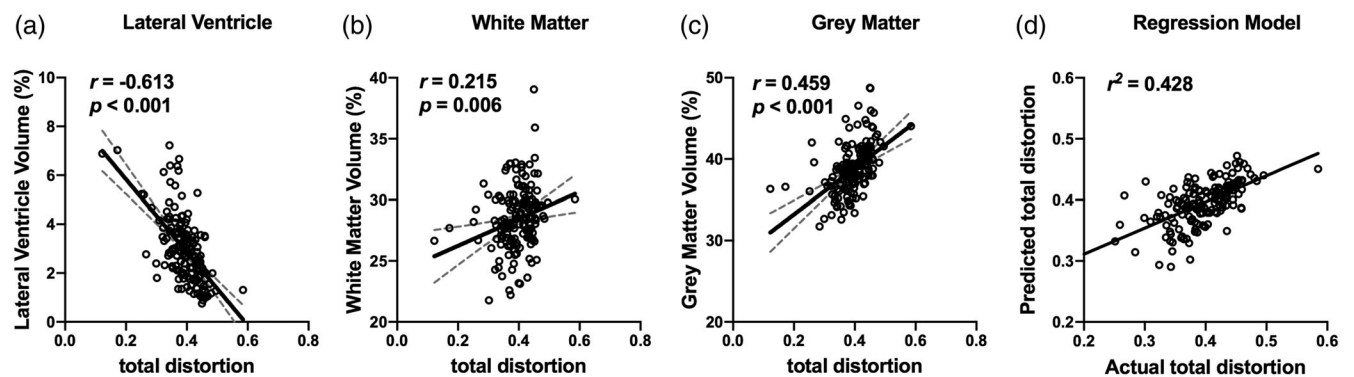 (a) Lateral Ventricle
r = -0.613
p < 0.001
Lateral Ventricle Volume (%)
10
8
6
4
2
0
0.0 0.2 0.4 0.6 0.8
total distortion
(b) White Matter
r = 0.215
p = 0.006
White Matter Volume (%)
40
35
30
25
20
0.0 0.2 0.4 0.6 0.8
total distortion
(c) Grey Matter
r = 0.459
p < 0.001
Grey Matter Volume (%)
50
40
30
20
0.0 0.2 0.4 0.6 0.8
total distortion
(d) Regression Model
r² = 0.428
Predicted total distortion
0.6
0.5
0.4
0.3
0.2
0.2 0.3 0.4 0.5 0.6
Actual total distortion